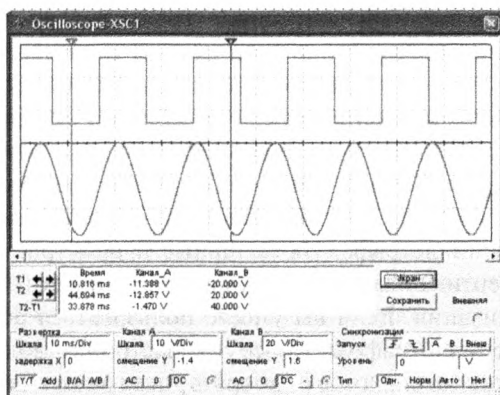 Oscilloscope-XSC1
Время Канал_A Канал_B
T1 10.816 ms -11.388 V -20.000 V
T2 44.694 ms -12.857 V 20.000 V
T2-T1 33.878 ms -1.470 V 40.000 V
Экран
Сохранить Внешняя
Развертка Канал A Канал B Синхронизация
Шкала 10 ms/Div Шкала 10 V/Div Шкала 20 V/Div Запуск A B Внеш
задержка X 0 смещение Y -1.4 смещение Y 1.6 Уровень 0 V
Y/T Add B/A A/B AC 0 DC AC 0 DC - Тип Одн. Норм Авто Нет